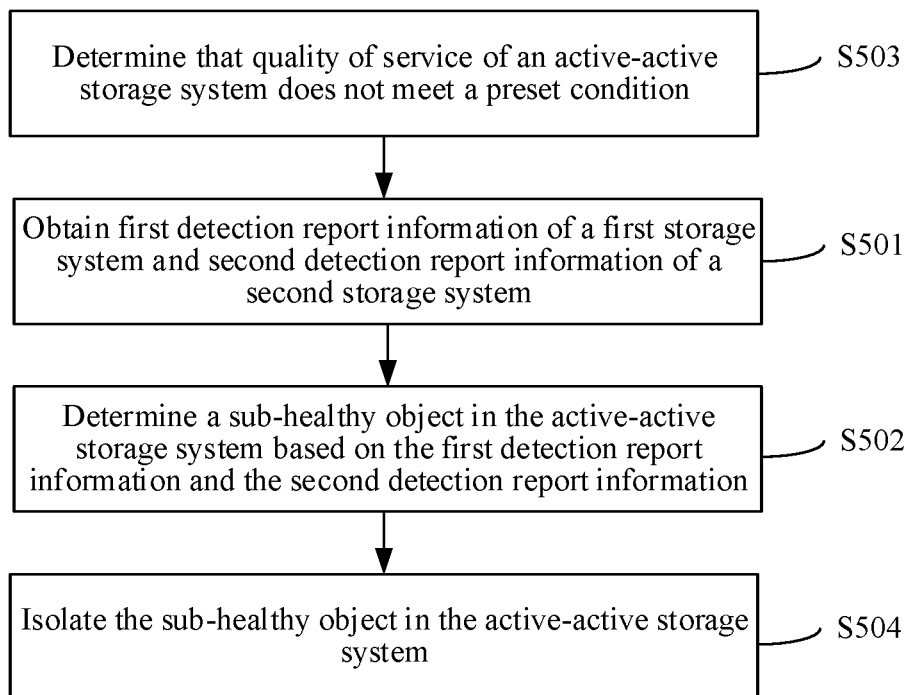 Determine that quality of service of an active-active
storage system does not meet a preset condition
S503
Obtain first detection report information of a first storage
system and second detection report information of a
second storage system
S501
Determine a sub-healthy object in the active-active
storage system based on the first detection report
information and the second detection report information
S502
Isolate the sub-healthy object in the active-active storage
system
S504